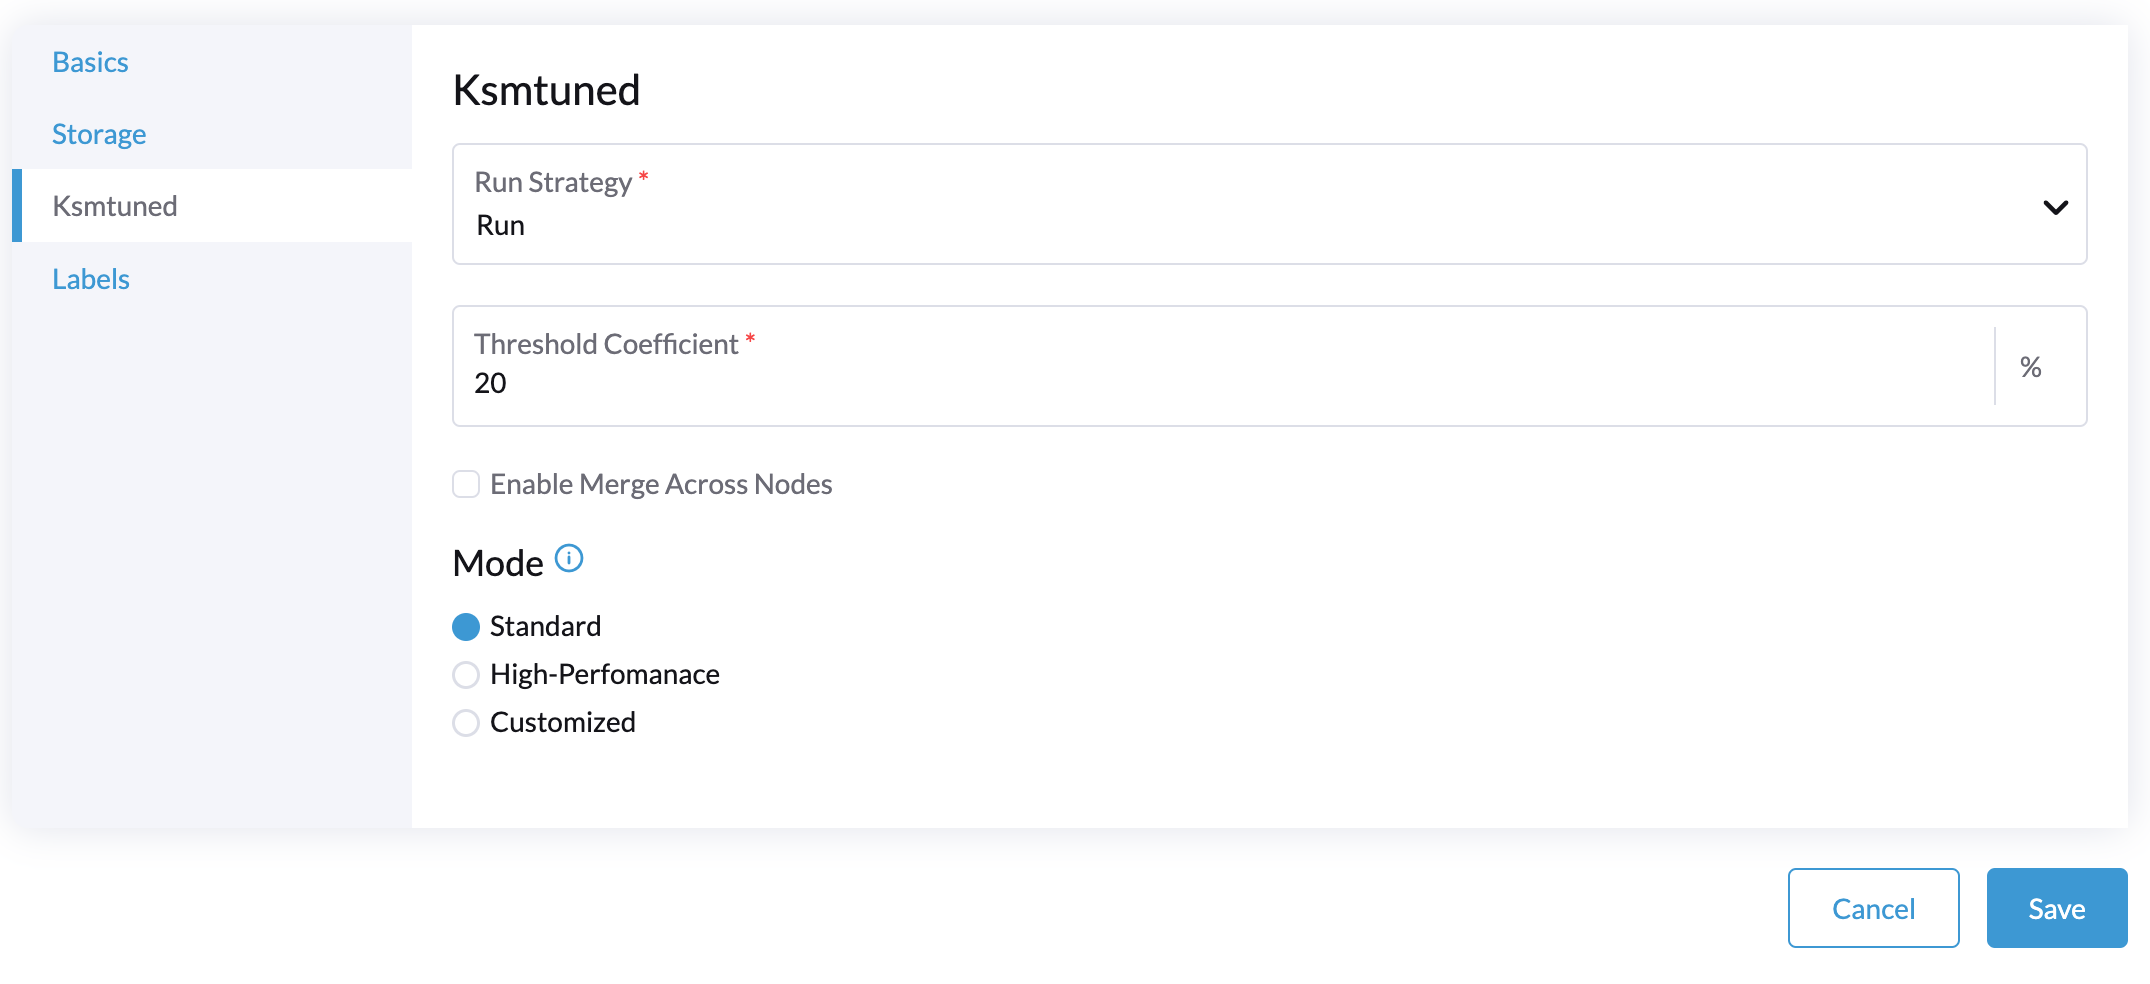 Basics
Storage
Ksmtuned
Labels
Ksmtuned
Run Strategy *
Run
Threshold Coefficient *
20
%
Enable Merge Across Nodes
Mode
Standard
High-Perfomanace
Customized
Cancel
Save